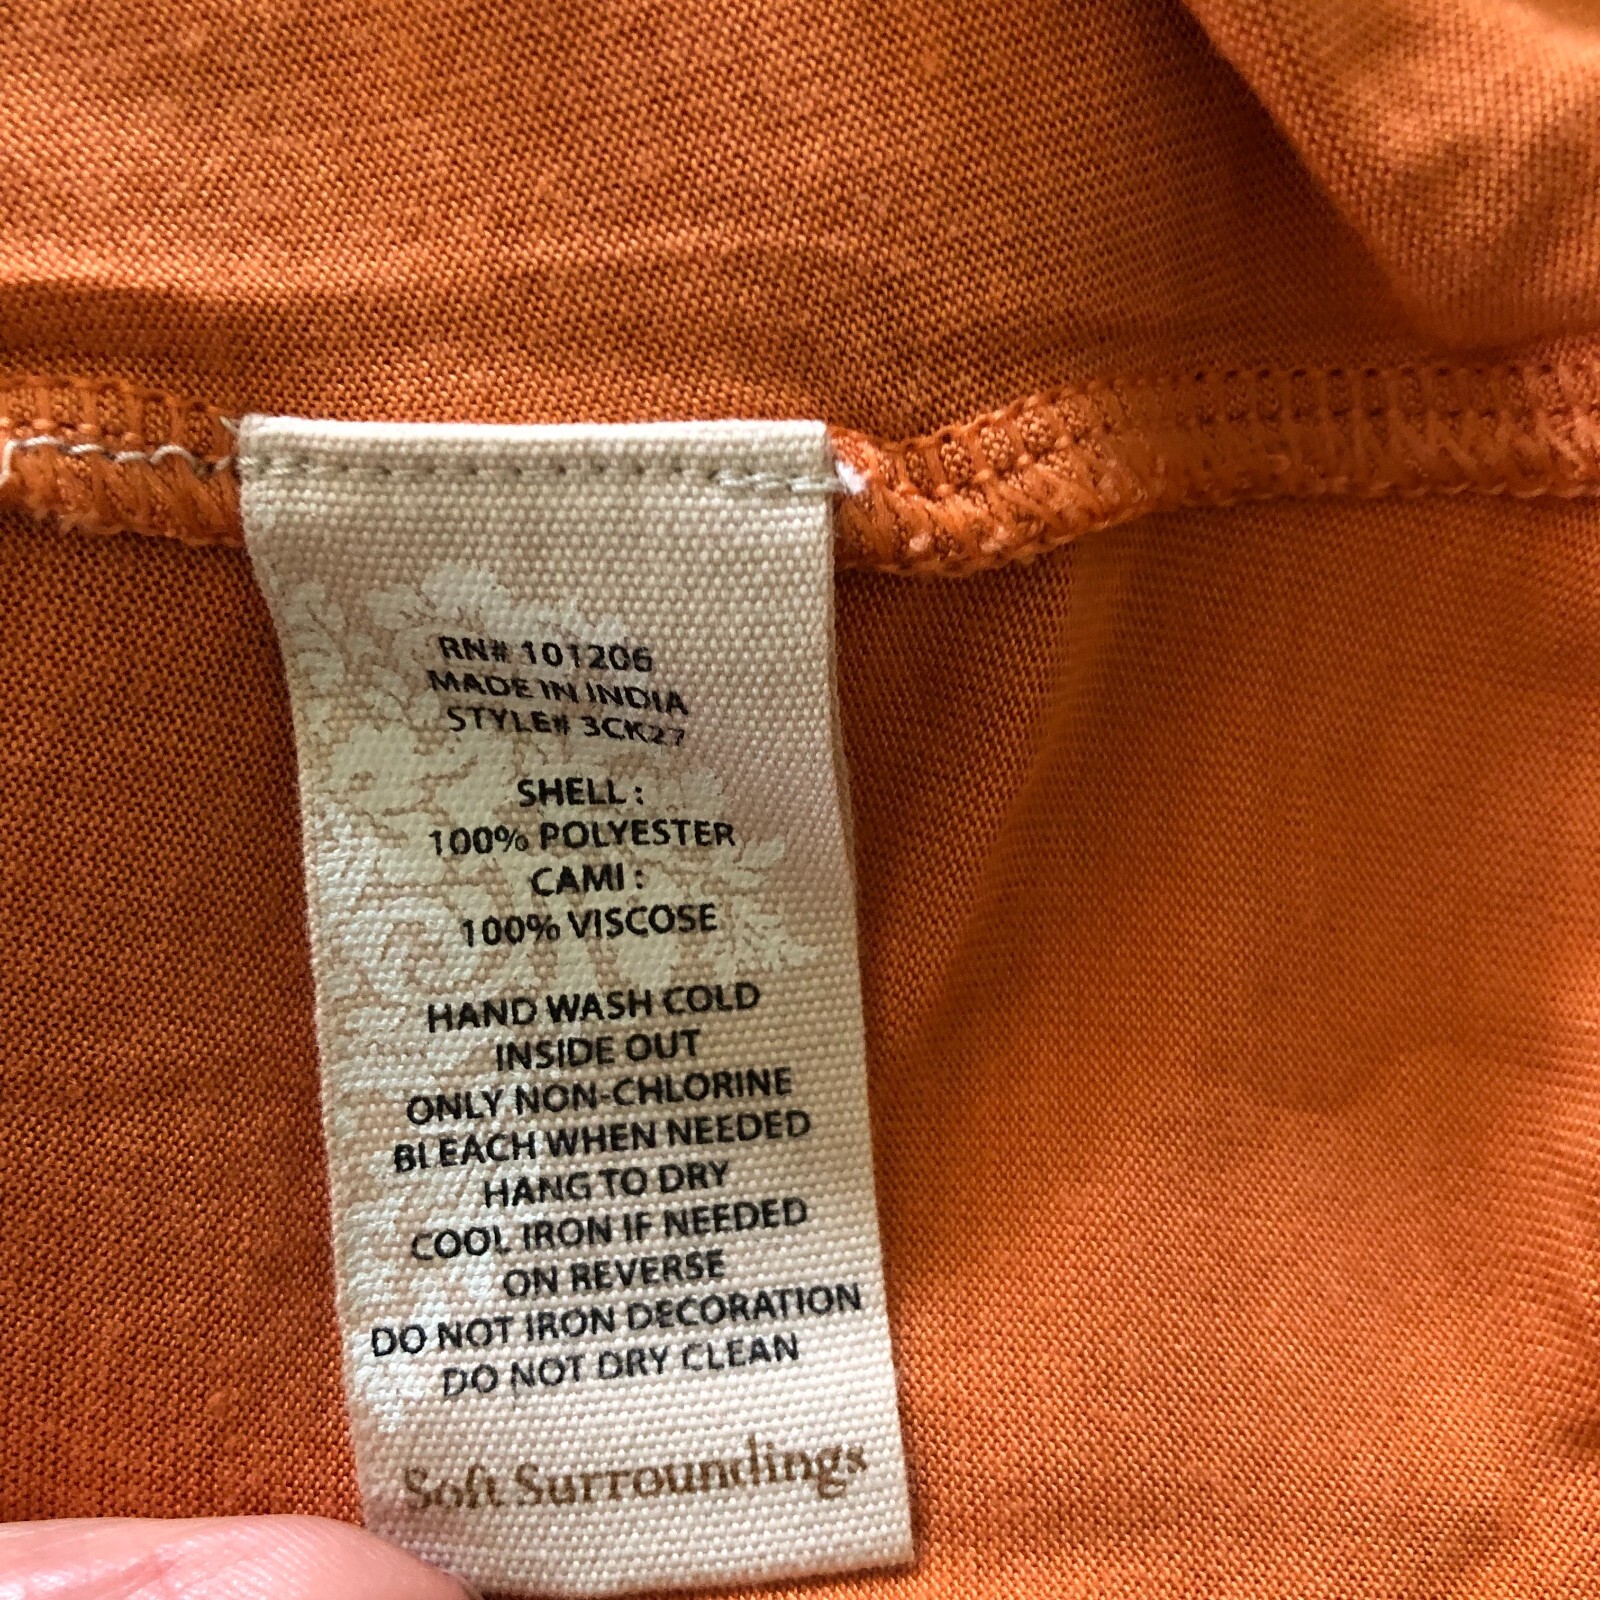 RN# 101206
MADE IN INDIA
STYLE# 3CK27
SHELL :
100% POLYESTER
CAMI :
100% VISCOSE
HAND WASH COLD
INSIDE OUT
ONLY NON-CHLORINE
BLEACH WHEN NEEDED
HANG TO DRY
COOL IRON IF NEEDED
ON REVERSE
DO NOT IRON DECORATION
DO NOT DRY CLEAN
Soft Surroundings